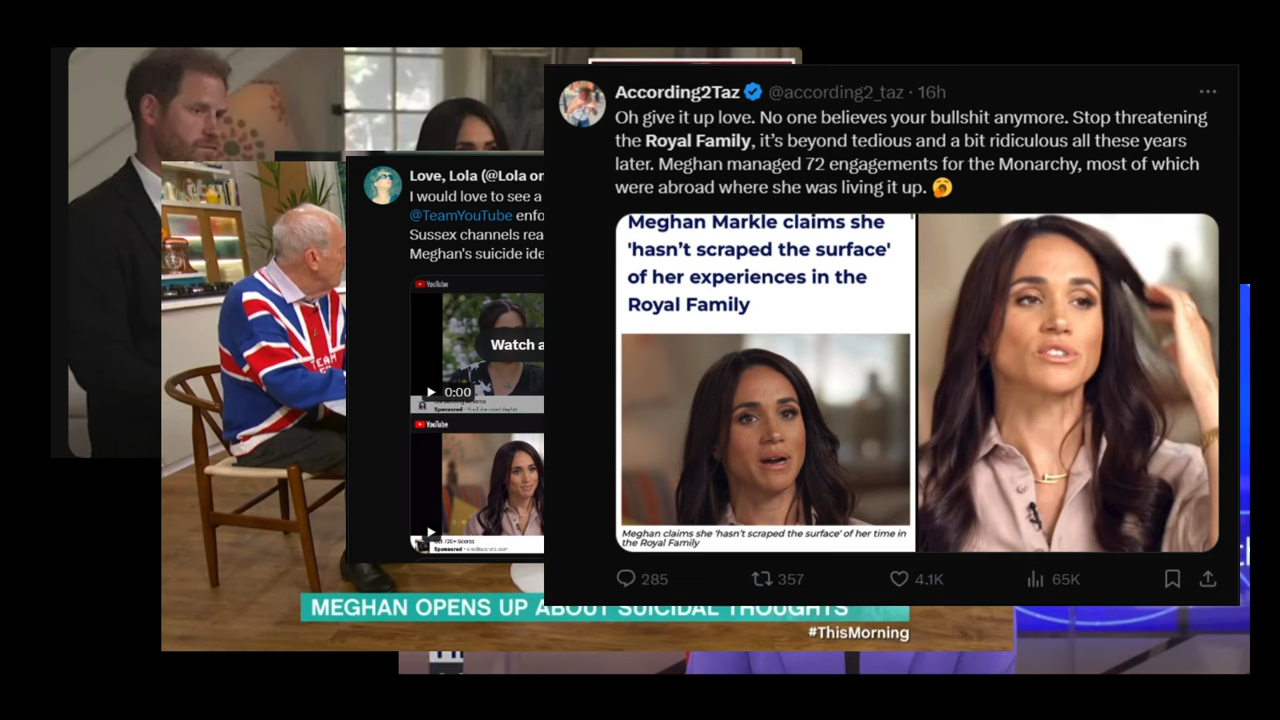 According2Taz @according2_taz · 16h
Oh give it up love. No one believes your bullshit anymore. Stop threatening
the Royal Family, it’s beyond tedious and a bit ridiculous all these years
later. Meghan managed 72 engagements for the Monarchy, most of which
were abroad where she was living it up.
Meghan Markle claims she
'hasn’t scraped the surface'
of her experiences in the
Royal Family
Meghan claims she 'hasn’t scraped the surface' of her time in
the Royal Family
285 357 4.1K 65K
Love, Lola (@Lola
I would love to see a
@TeamYouTube
Sussex channels
Meghan's suicide
YouTube
Watch
0:00
Sponsored
YouTube
Sponsored
TEAM
MEGHAN OPENS UP ABOUT SUICIDAL THOUGHTS
#ThisMorning